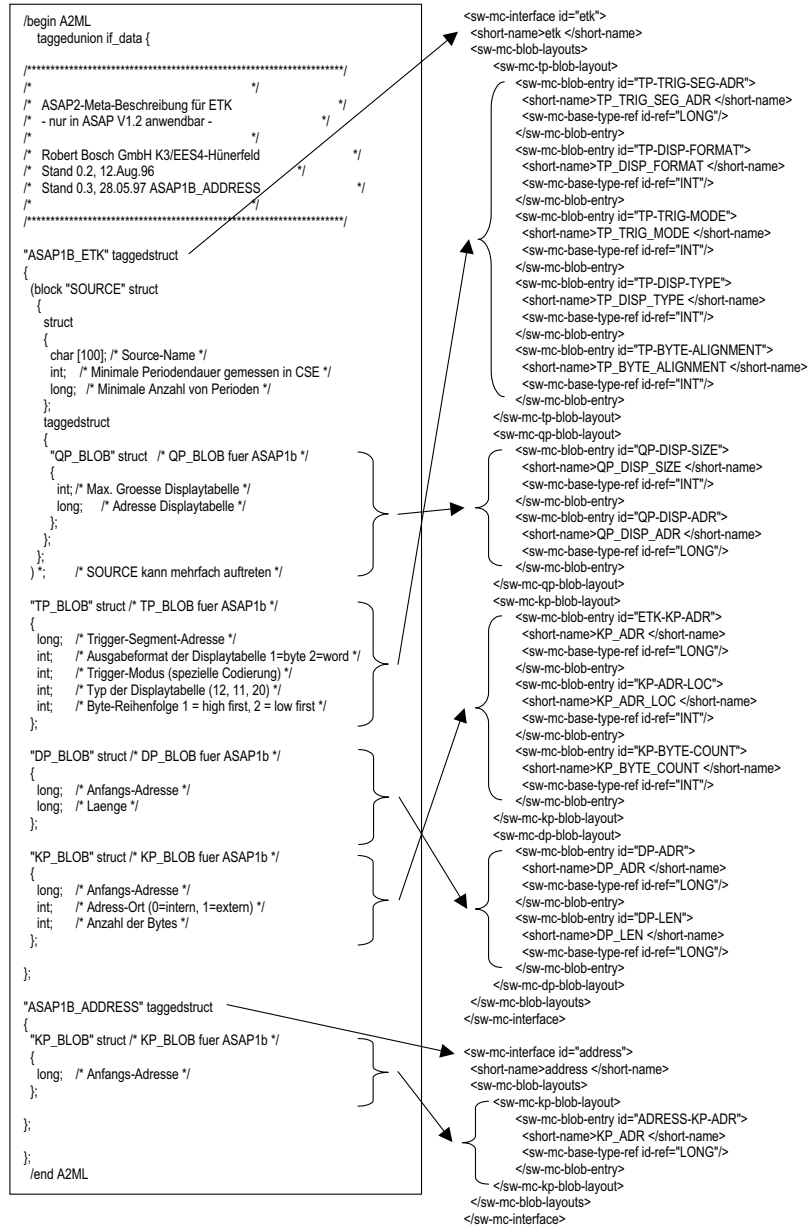 /begin A2ML
taggedunion if_data {
/********************************************************************/
/* */
/* ASAP2-Meta-Beschreibung für ETK */
/* - nur in ASAP V1.2 anwendbar - */
/* */
/* Robert Bosch GmbH K3/EES4-Hünerfeld */
/* Stand 0.2, 12.Aug.96 */
/* Stand 0.3, 28.05.97 ASAP1B_ADDRESS */
/* */
/********************************************************************/
"ASAP1B_ETK" taggedstruct
{
(block "SOURCE" struct
{
struct
{
char [100]; /* Source-Name */
int; /* Minimale Periodendauer gemessen in CSE */
long; /* Minimale Anzahl von Perioden */
};
taggedstruct
{
"QP_BLOB" struct /* QP_BLOB fuer ASAP1b */
{
int; /* Max. Groesse Displaytabelle */
long; /* Adresse Displaytabelle */
};
};
};
) *; /* SOURCE kann mehrfach auftreten */
"TP_BLOB" struct /* TP_BLOB fuer ASAP1b */
{
long; /* Trigger-Segment-Adresse */
int; /* Ausgabeformat der Displaytabelle 1=byte 2=word */
int; /* Trigger-Modus (spezielle Codierung) */
int; /* Typ der Displaytabelle (12, 11, 20) */
int; /* Byte-Reihenfolge 1 = high first, 2 = low first */
};
"DP_BLOB" struct /* DP_BLOB fuer ASAP1b */
{
long; /* Anfangs-Adresse */
long; /* Laenge */
};
"KP_BLOB" struct /* KP_BLOB fuer ASAP1b */
{
long; /* Anfangs-Adresse */
int; /* Adress-Ort (0=intern, 1=extern) */
int; /* Anzahl der Bytes */
};
};
"ASAP1B_ADDRESS" taggedstruct
{
"KP_BLOB" struct /* KP_BLOB fuer ASAP1b */
{
long; /* Anfangs-Adresse */
};
};
};
/end A2ML
<sw-mc-interface id="etk">
<short-name>etk </short-name>
<sw-mc-blob-layouts>
<sw-mc-tp-blob-layout>
<sw-mc-blob-entry id="TP-TRIG-SEG-ADR">
<short-name>TP_TRIG_SEG_ADR </short-name>
<sw-mc-base-type-ref id-ref="LONG"/>
</sw-mc-blob-entry>
<sw-mc-blob-entry id="TP-DISP-FORMAT">
<short-name>TP_DISP_FORMAT </short-name>
<sw-mc-base-type-ref id-ref="INT"/>
</sw-mc-blob-entry>
<sw-mc-blob-entry id="TP-TRIG-MODE">
<short-name>TP_TRIG_MODE </short-name>
<sw-mc-base-type-ref id-ref="INT"/>
</sw-mc-blob-entry>
<sw-mc-blob-entry id="TP-DISP-TYPE">
<short-name>TP_DISP_TYPE </short-name>
<sw-mc-base-type-ref id-ref="INT"/>
</sw-mc-blob-entry>
<sw-mc-blob-entry id="TP-BYTE-ALIGNMENT">
<short-name>TP_BYTE_ALIGNMENT </short-name>
<sw-mc-base-type-ref id-ref="INT"/>
</sw-mc-blob-entry>
</sw-mc-tp-blob-layout>
<sw-mc-qp-blob-layout>
<sw-mc-blob-entry id="QP-DISP-SIZE">
<short-name>QP_DISP_SIZE </short-name>
<sw-mc-base-type-ref id-ref="INT"/>
</sw-mc-blob-entry>
<sw-mc-blob-entry id="QP-DISP-ADR">
<short-name>QP_DISP_ADR </short-name>
<sw-mc-base-type-ref id-ref="LONG"/>
</sw-mc-blob-entry>
</sw-mc-qp-blob-layout>
<sw-mc-kp-blob-layout>
<sw-mc-blob-entry id="ETK-KP-ADR">
<short-name>KP_ADR </short-name>
<sw-mc-base-type-ref id-ref="LONG"/>
</sw-mc-blob-entry>
<sw-mc-blob-entry id="KP-ADR-LOC">
<short-name>KP_ADR_LOC </short-name>
<sw-mc-base-type-ref id-ref="INT"/>
</sw-mc-blob-entry>
<sw-mc-blob-entry id="KP-BYTE-COUNT">
<short-name>KP_BYTE_COUNT </short-name>
<sw-mc-base-type-ref id-ref="INT"/>
</sw-mc-blob-entry>
</sw-mc-kp-blob-layout>
<sw-mc-dp-blob-layout>
<sw-mc-blob-entry id="DP-ADR">
<short-name>DP_ADR </short-name>
<sw-mc-base-type-ref id-ref="LONG"/>
</sw-mc-blob-entry>
<sw-mc-blob-entry id="DP-LEN">
<short-name>DP_LEN </short-name>
<sw-mc-base-type-ref id-ref="LONG"/>
</sw-mc-blob-entry>
</sw-mc-dp-blob-layout>
</sw-mc-blob-layouts>
</sw-mc-interface>
<sw-mc-interface id="address">
<short-name>address </short-name>
<sw-mc-blob-layouts>
<sw-mc-kp-blob-layout>
<sw-mc-blob-entry id="ADRESS-KP-ADR">
<short-name>KP_ADR </short-name>
<sw-mc-base-type-ref id-ref="LONG"/>
</sw-mc-blob-entry>
</sw-mc-kp-blob-layout>
</sw-mc-blob-layouts>
</sw-mc-interface>